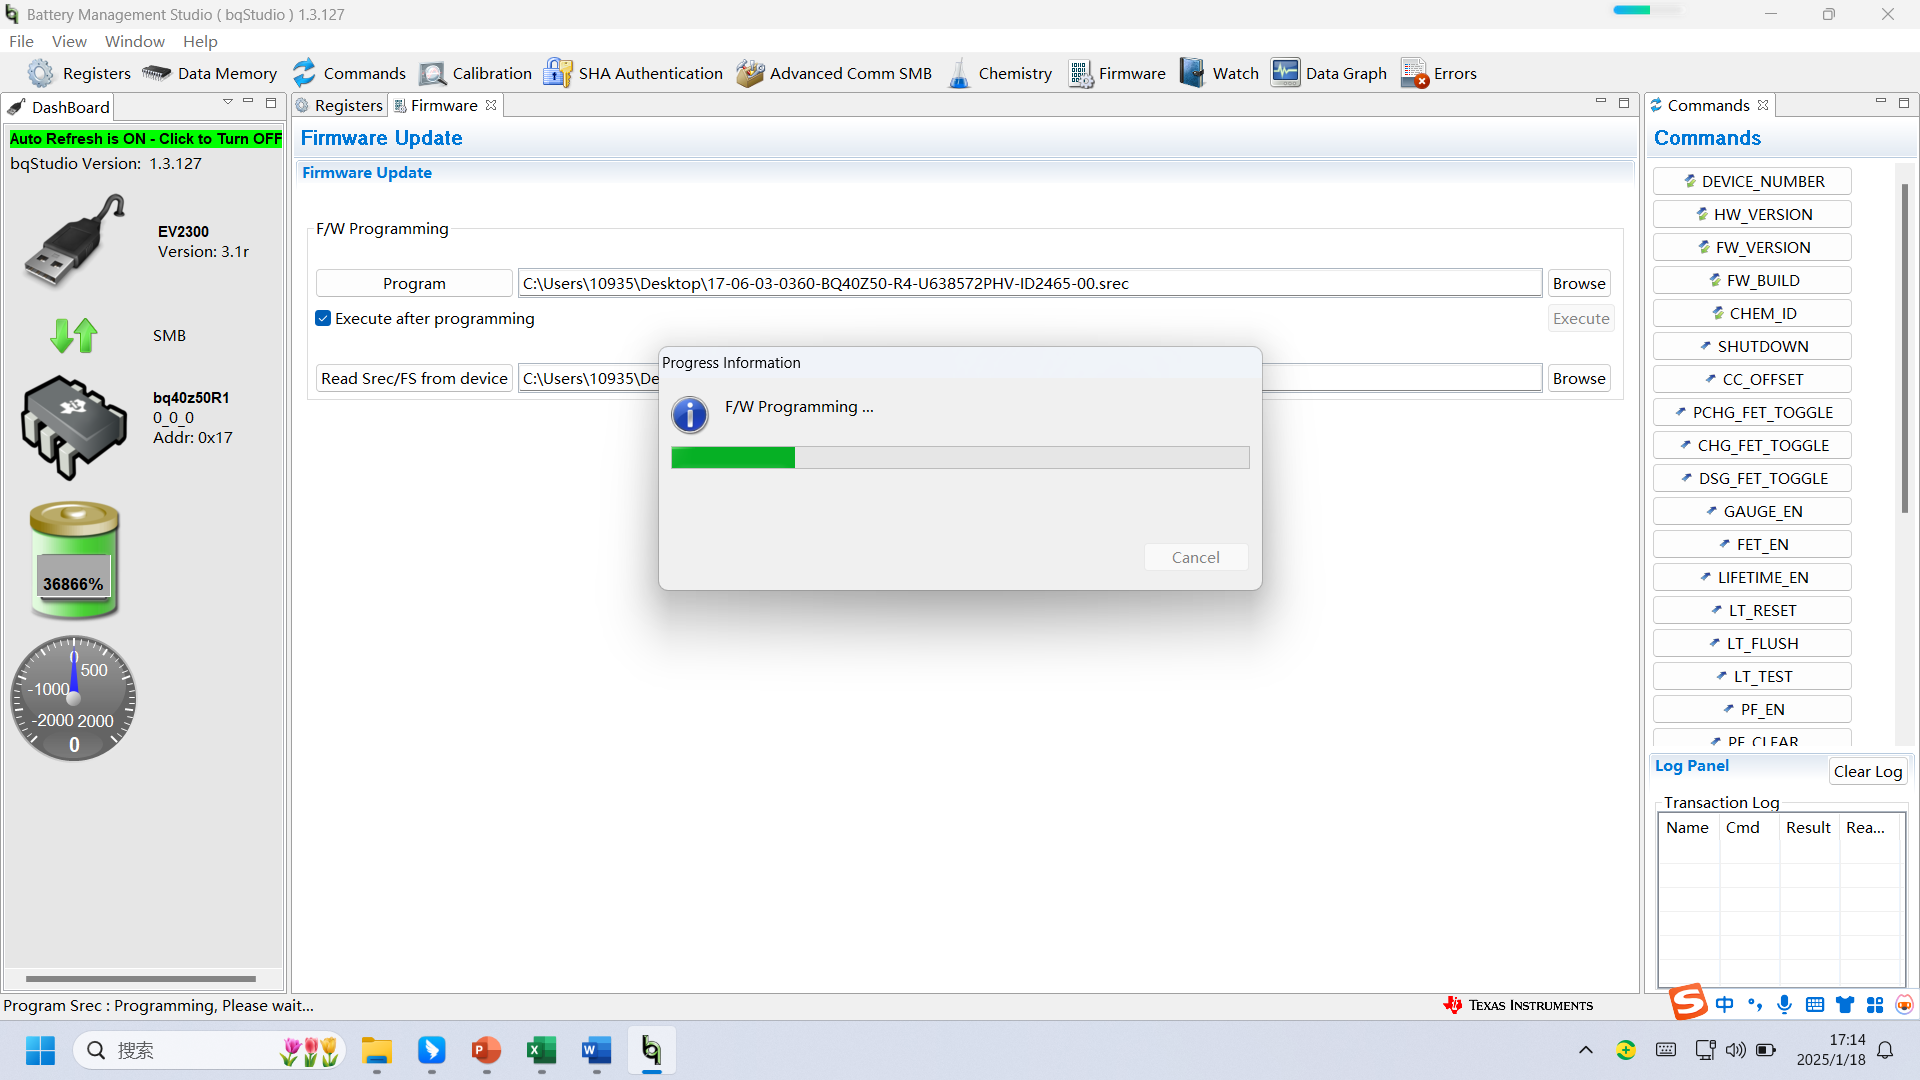 Battery Management Studio ( bqStudio ) 1.3.127
File View Window Help
Registers Data Memory Commands Calibration SHA Authentication Advanced Comm SMB Chemistry Firmware Watch Data Graph Errors
DashBoard
Auto Refresh is ON - Click to Turn OFF
bqStudio Version: 1.3.127
EV2300
Version: 3.1r
SMB
bq40z50R1
0_0_0
Addr: 0x17
36866%
0
500
-1000
-2000 2000
0
Registers Firmware
Firmware Update
Firmware Update
F/W Programming
Program C:\Users\10935\Desktop\17-06-03-0360-BQ40Z50-R4-U638572PHV-ID2465-00.srec Browse
Execute after programming Execute
Read Srec/FS from device C:\Users\10935\De Browse
Progress Information
F/W Programming ...
Cancel
Commands
Commands
DEVICE_NUMBER
HW_VERSION
FW_VERSION
FW_BUILD
CHEM_ID
SHUTDOWN
CC_OFFSET
PCHG_FET_TOGGLE
CHG_FET_TOGGLE
DSG_FET_TOGGLE
GAUGE_EN
FET_EN
LIFETIME_EN
LT_RESET
LT_FLUSH
LT_TEST
PF_EN
PF_CLEAR
Log Panel Clear Log
Transaction Log
Name Cmd Result Rea...
Program Srec : Programming, Please wait...
TEXAS INSTRUMENTS
S 中
搜索
P X W
17:14
2025/1/18